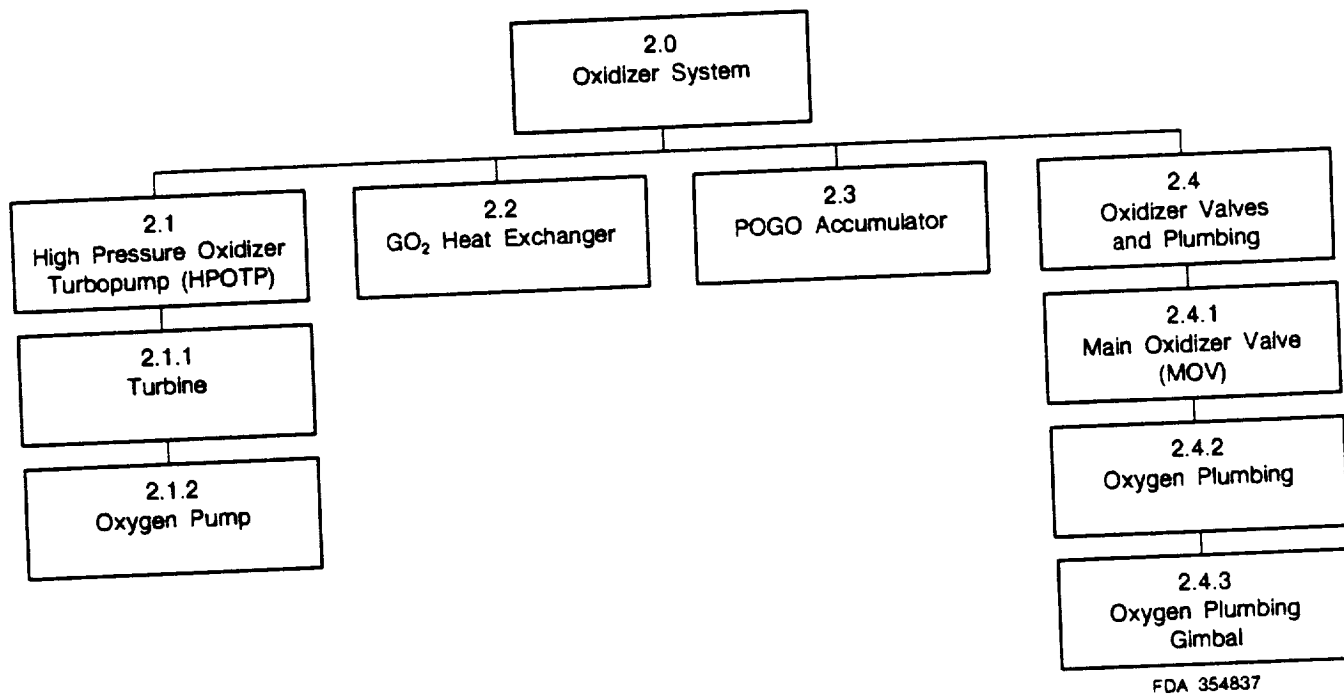 2.0
Oxidizer System
2.1
High Pressure Oxidizer
Turbopump (HPOTP)
2.2
GO₂ Heat Exchanger
2.3
POGO Accumulator
2.4
Oxidizer Valves
and Plumbing
2.1.1
Turbine
2.1.2
Oxygen Pump
2.4.1
Main Oxidizer Valve
(MOV)
2.4.2
Oxygen Plumbing
2.4.3
Oxygen Plumbing
Gimbal
FDA 354837